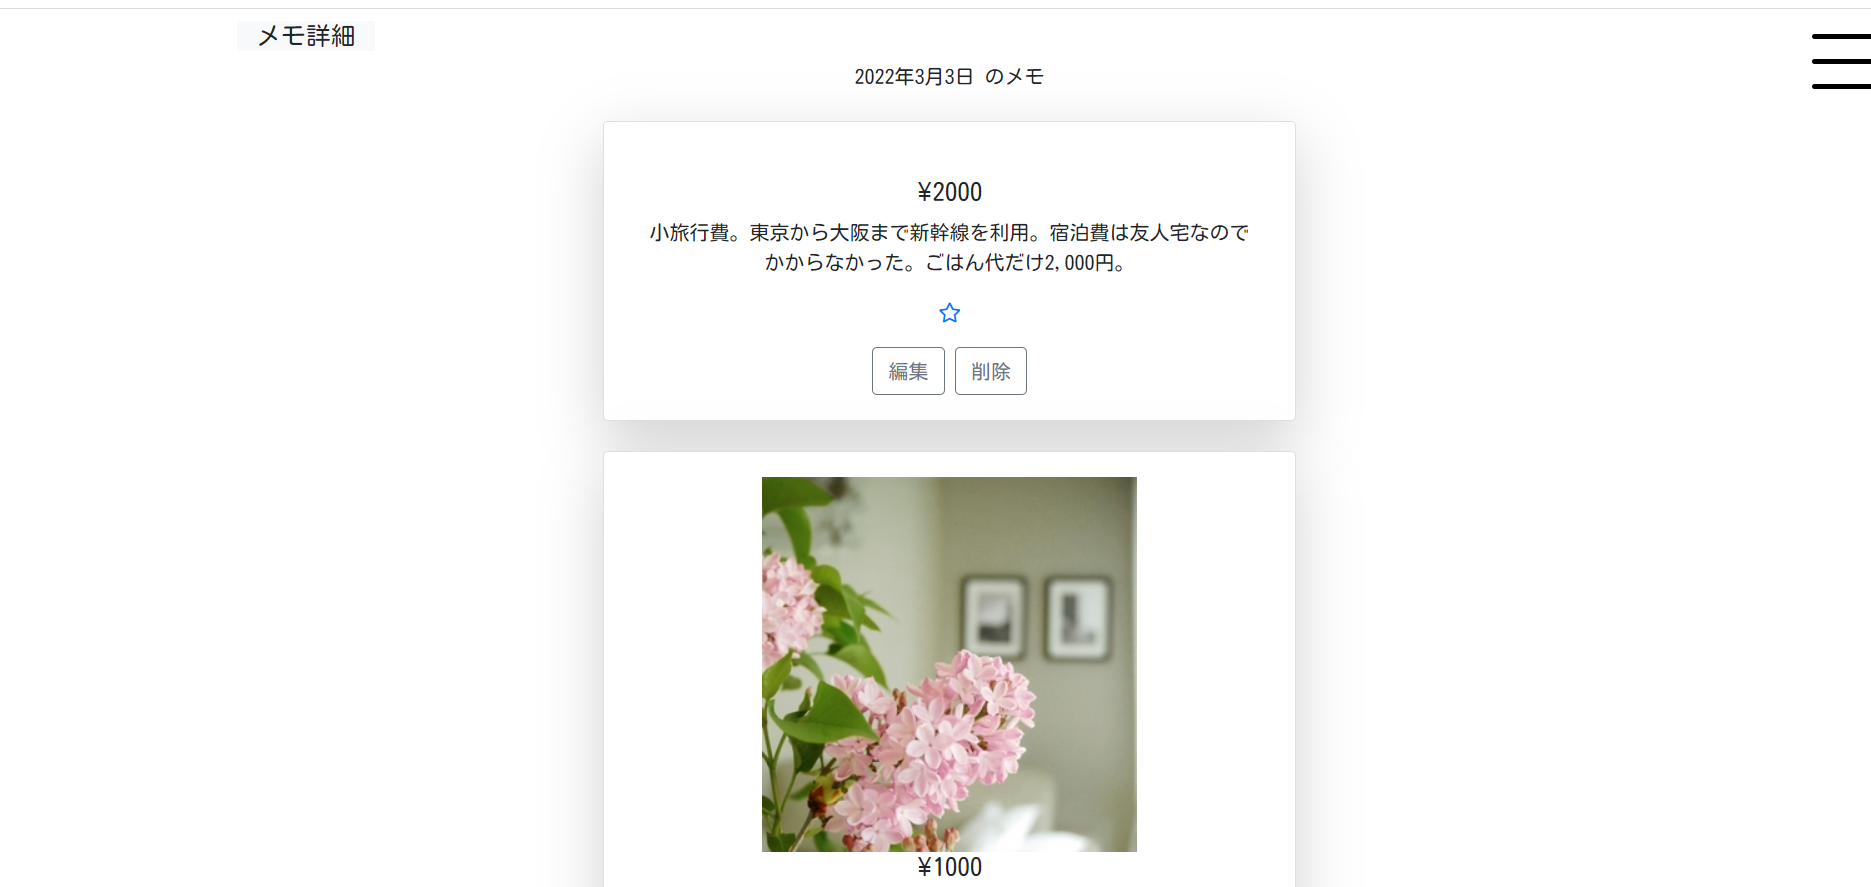 メモ詳細
2022年3月3日 のメモ
¥2000
小旅行費。東京から大阪まで新幹線を利用。宿泊費は友人宅なので
かからなかった。ごはん代だけ2,000円。
編集 削除
¥1000